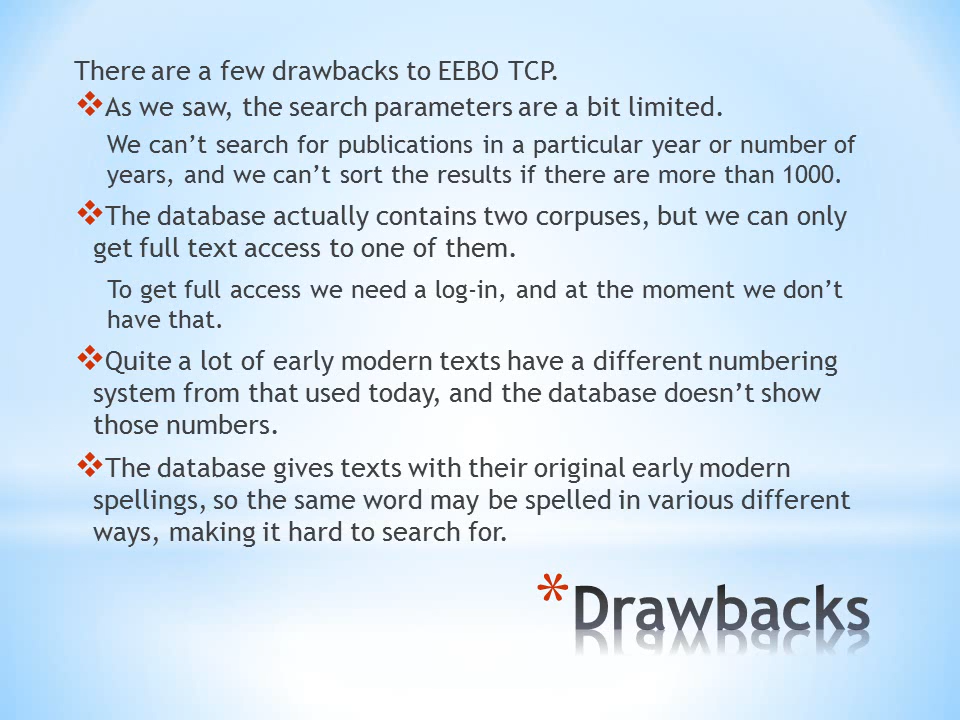 There are a few drawbacks to EEBO TCP.
❖As we saw, the search parameters are a bit limited.
We can’t search for publications in a particular year or number of
years, and we can’t sort the results if there are more than 1000.
❖The database actually contains two corpuses, but we can only
get full text access to one of them.
To get full access we need a log-in, and at the moment we don’t
have that.
❖Quite a lot of early modern texts have a different numbering
system from that used today, and the database doesn’t show
those numbers.
❖The database gives texts with their original early modern
spellings, so the same word may be spelled in various different
ways, making it hard to search for.
*Drawbacks